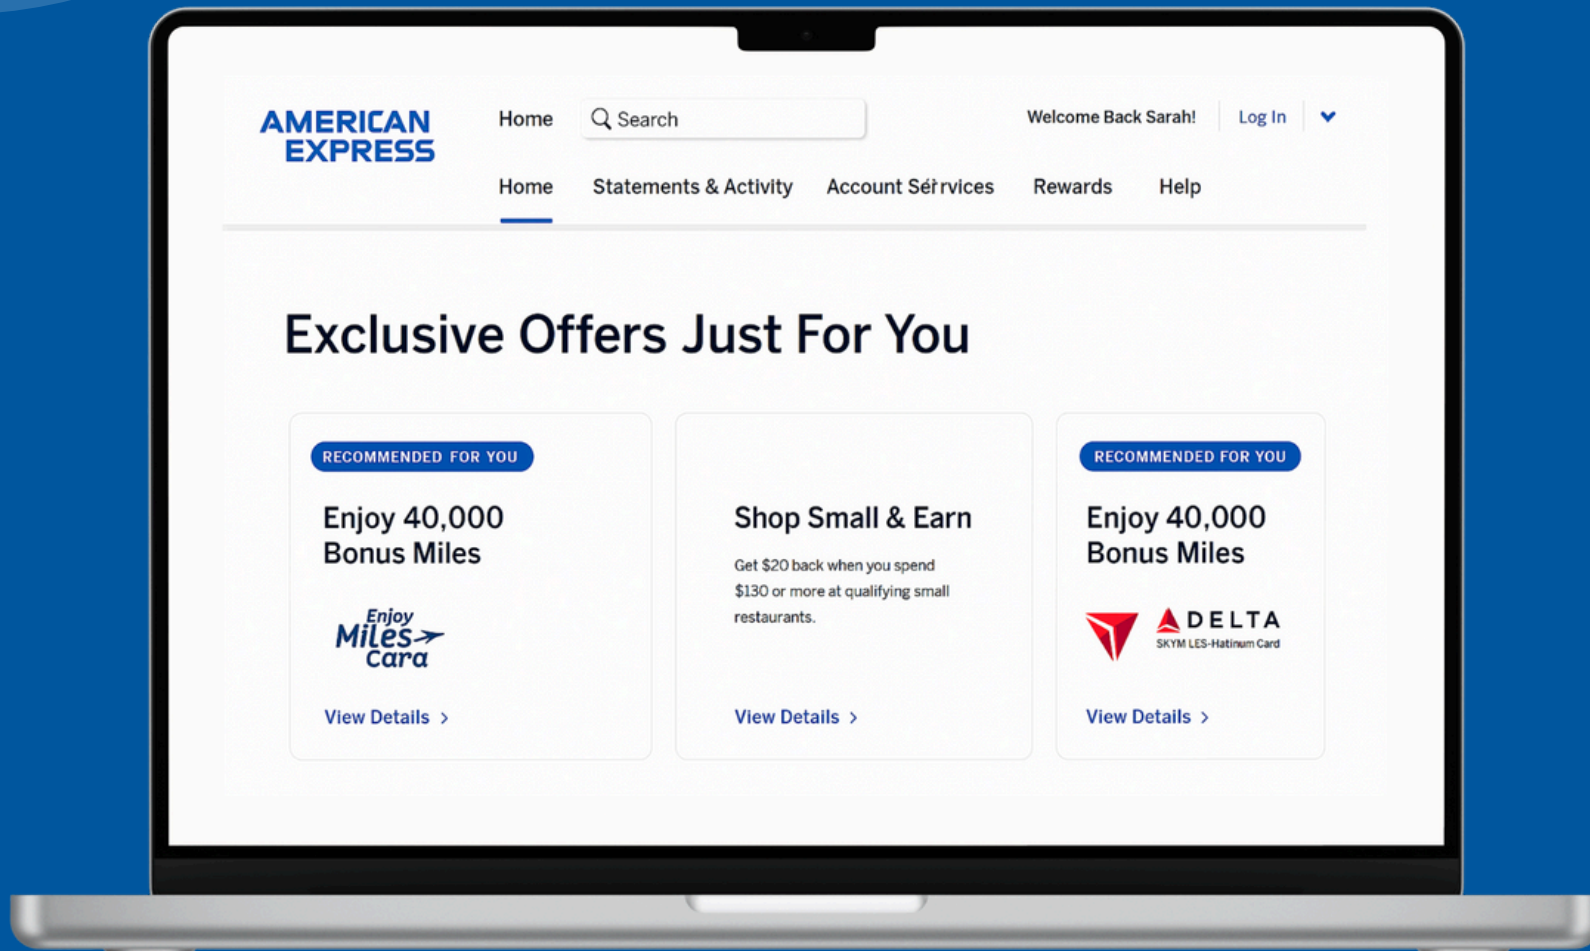 AMERICAN
EXPRESS
Home
Search
Welcome Back Sarah!
Log In
Home
Statements & Activity
Account Sérvices
Rewards
Help
Exclusive Offers Just For You
RECOMMENDED FOR YOU
Enjoy 40,000
Bonus Miles
Enjoy
Miles
Cara
View Details >
Shop Small & Earn
Get $20 back when you spend
$130 or more at qualifying small
restaurants.
View Details >
RECOMMENDED FOR YOU
Enjoy 40,000
Bonus Miles
DELTA
SKYM LES-Hatinum Card
View Details >